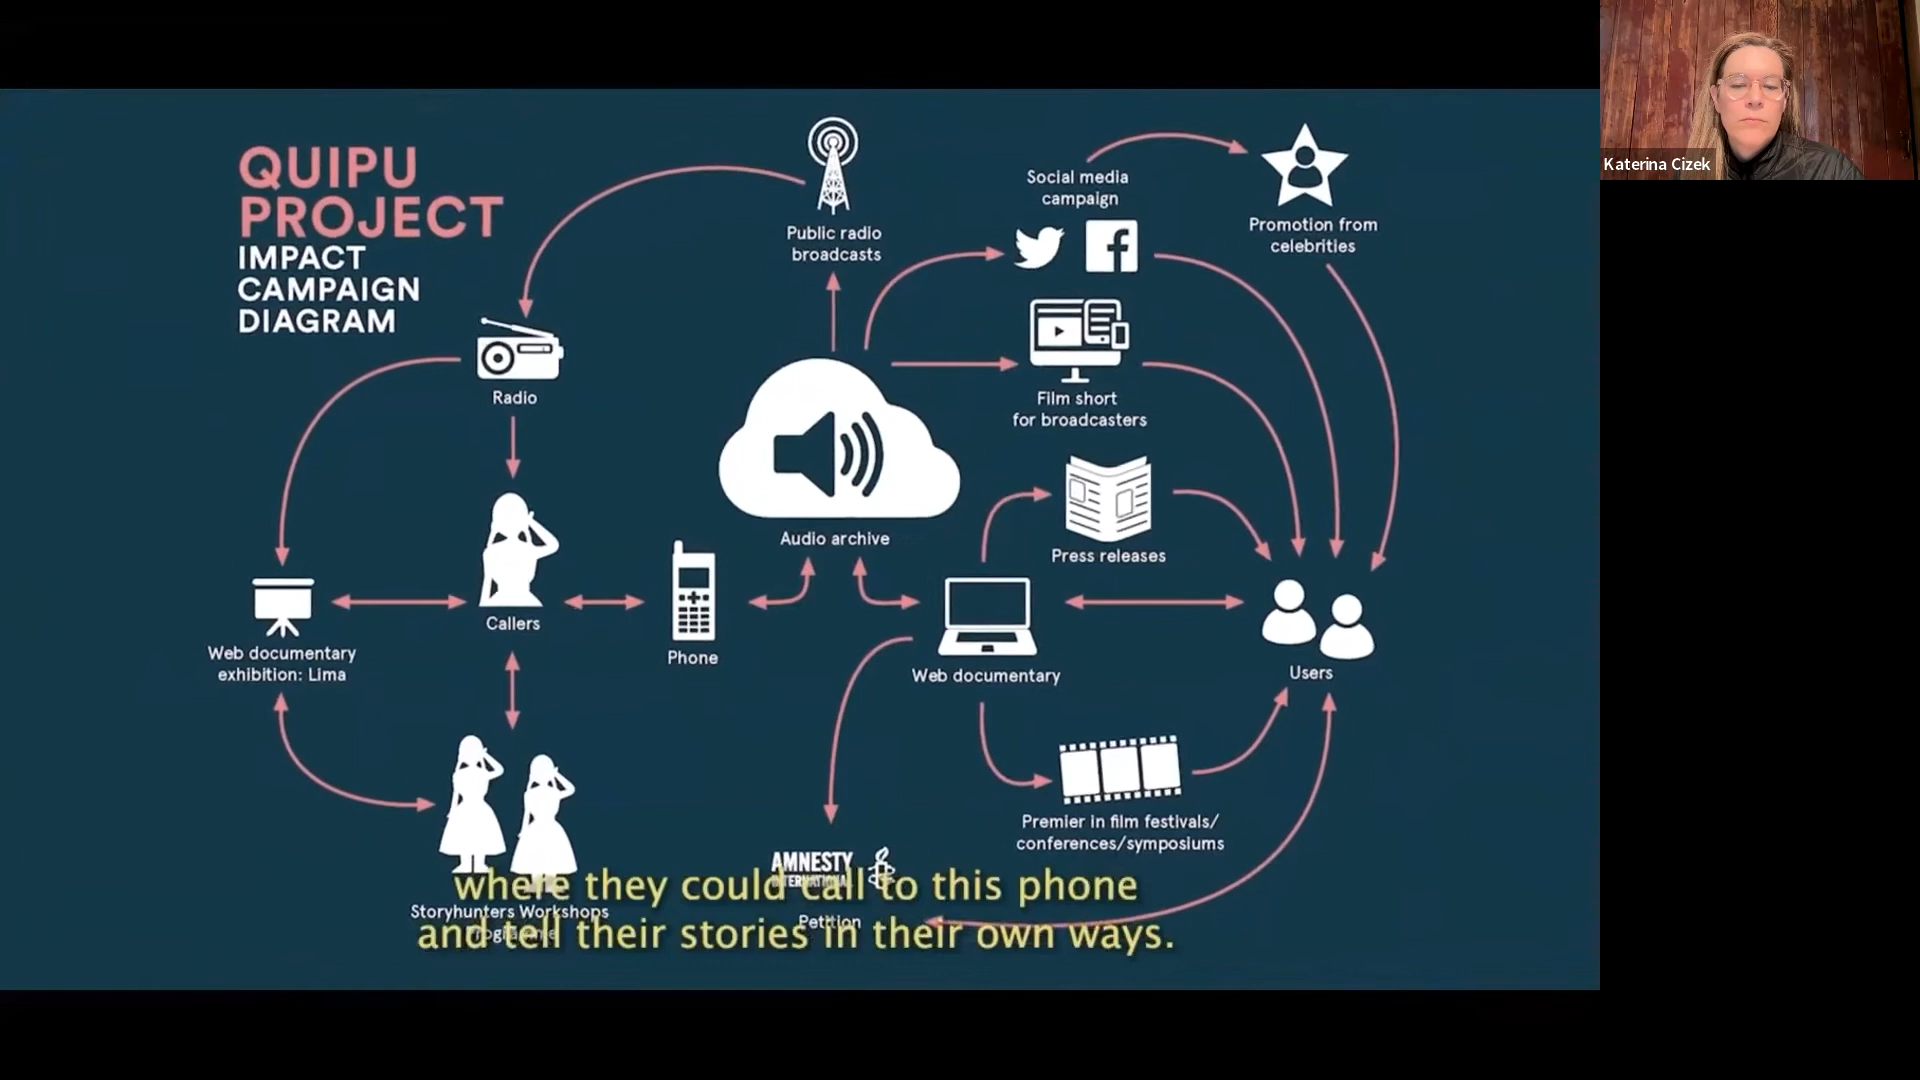 QUIPU
PROJECT
IMPACT
CAMPAIGN
DIAGRAM
Public radio
broadcasts
Social media
campaign
Promotion from
celebrities
Radio
Film short
for broadcasters
Audio archive
Press releases
Callers
Phone
Web documentary
exhibition: Lima
Web documentary
Users
Premier in film festivals/
conferences/symposiums
AMNESTY
INTERNATIONAL
Petition
Storyhunters Workshops
Programme
where they could call to this phone
and tell their stories in their own ways.
Katerina Cizek